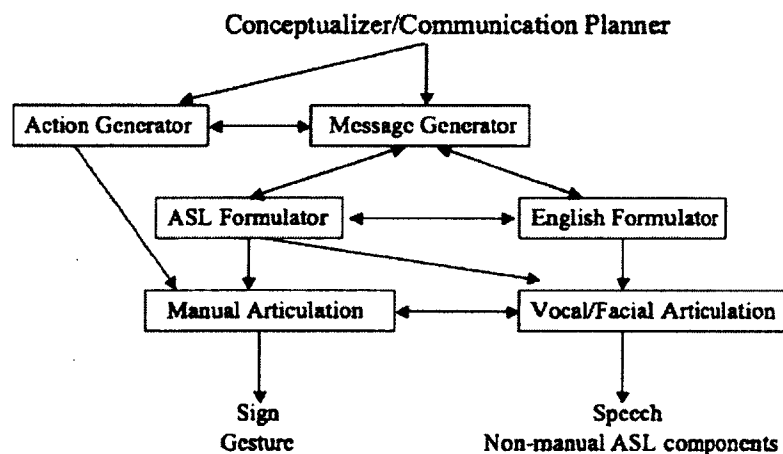 Conceptualizer/Communication Planner
Action Generator
Message Generator
ASL Formulator
English Formulator
Manual Articulation
Vocal/Facial Articulation
Sign
Gesture
Speech
Non-manual ASL components